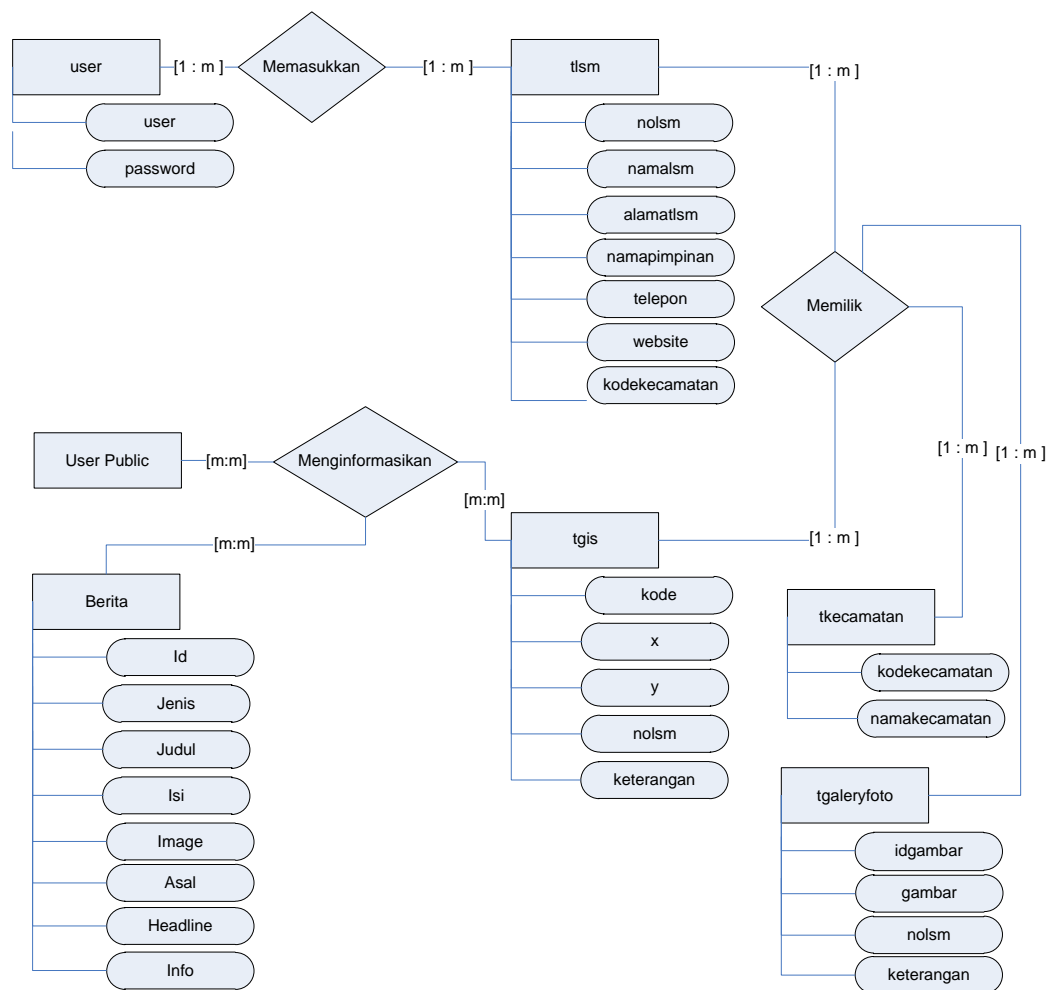 user
[1 : m ]
Memasukkan
[1 : m ]
tlsm
[1 : m ]
user
password
nolsm
namalsm
alamatlsm
namapimpinan
telepon
website
kodekecamatan
Memilik
User Public
[m:m]
Menginformasikan
[m:m]
[m:m]
[1 : m ]
[1 : m ]
tgis
[1 : m ]
kode
x
y
nolsm
keterangan
Berita
Id
Jenis
Judul
Isi
Image
Asal
Headline
Info
tkecamatan
kodekecamatan
namakecamatan
tgaleryfoto
idgambar
gambar
nolsm
keterangan